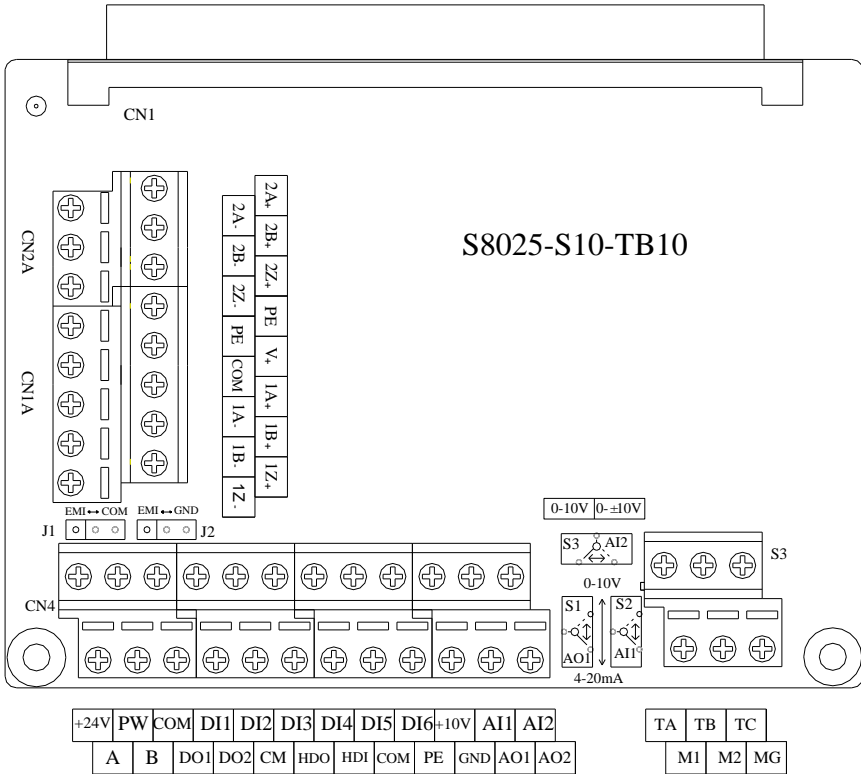 CN1
S8025-S10-TB10
CN2A
CN1A
2A+ 2B+ 2Z+ PE V+ 1A+ 1B+ 1Z+
2A- 2B- 2Z- PE COM 1A- 1B- 1Z-
0-10V 0-±10V
J1 EMI↔COM EMI↔GND J2
S3 AI2
S3
0-10V
CN4
S1 S2
AO1 AI1
4-20mA
+24V PW COM DI1 DI2 DI3 DI4 DI5 DI6 +10V AI1 AI2 TA TB TC
A B DO1 DO2 CM HDO HDI COM PE GND AO1 AO2 M1 M2 MG